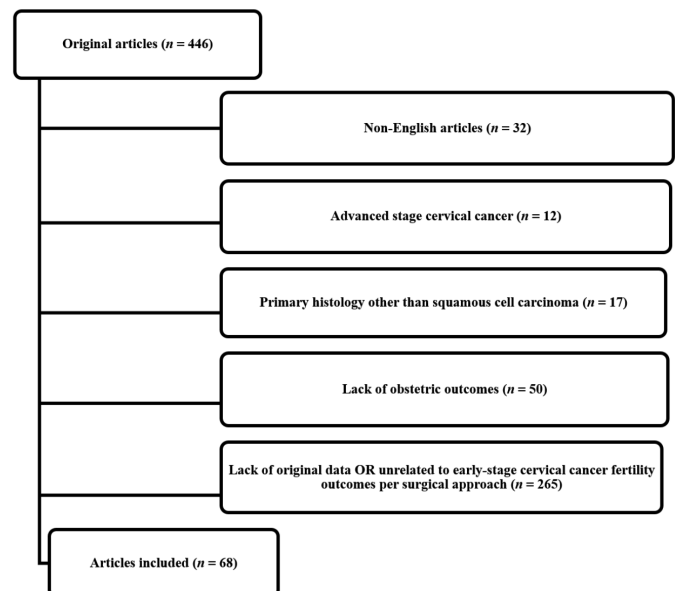 Original articles (n = 446)
Non-English articles (n = 32)
Advanced stage cervical cancer (n = 12)
Primary histology other than squamous cell carcinoma (n = 17)
Lack of obstetric outcomes (n = 50)
Lack of original data OR unrelated to early-stage cervical cancer fertility
outcomes per surgical approach (n = 265)
Articles included (n = 68)